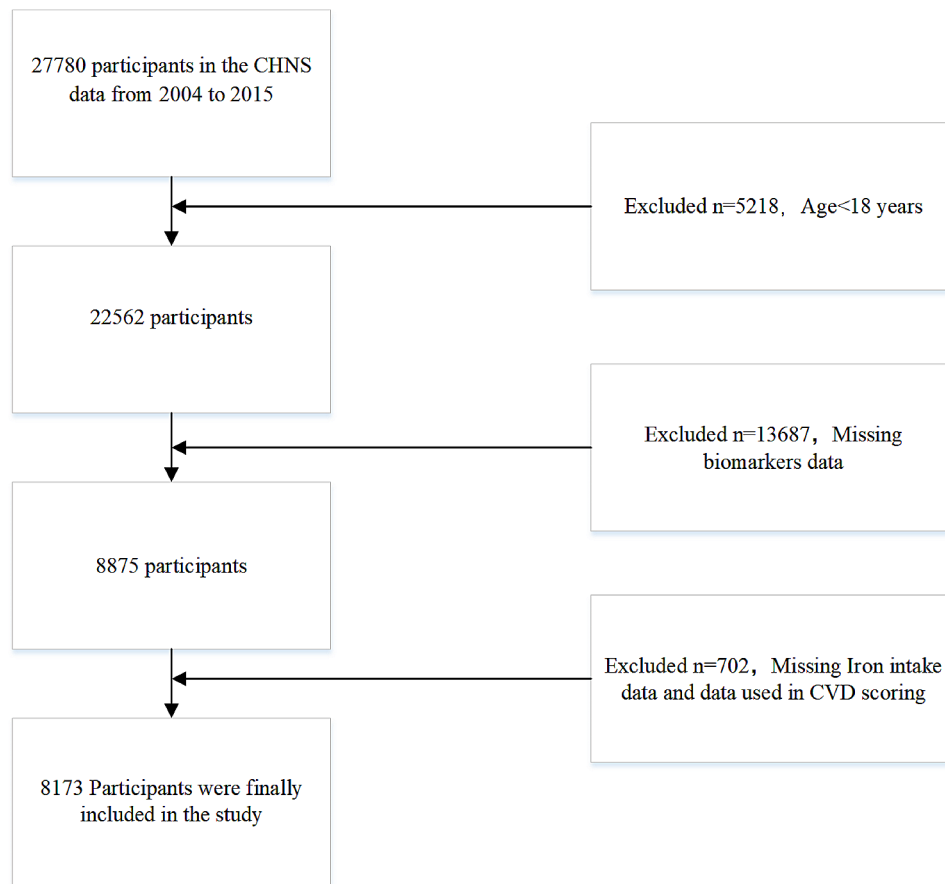 27780 participants in the CHNS
data from 2004 to 2015
Excluded n=5218，Age<18 years
22562 participants
Excluded n=13687，Missing
biomarkers data
8875 participants
Excluded n=702，Missing Iron intake
data and data used in CVD scoring
8173 Participants were finally
included in the study